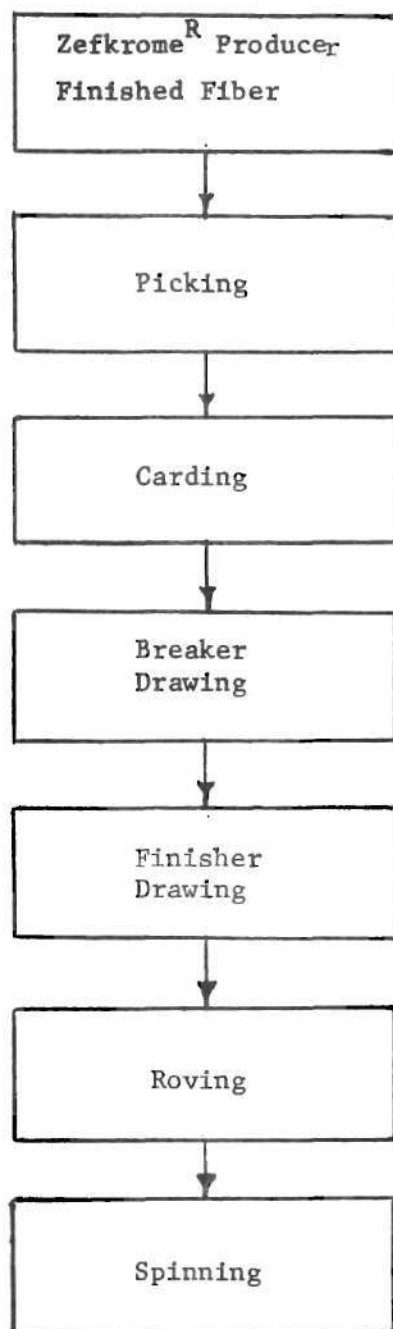 Zefkrome^R Producer
Finished Fiber
Picking
Carding
Breaker
Drawing
Finisher
Drawing
Roving
Spinning